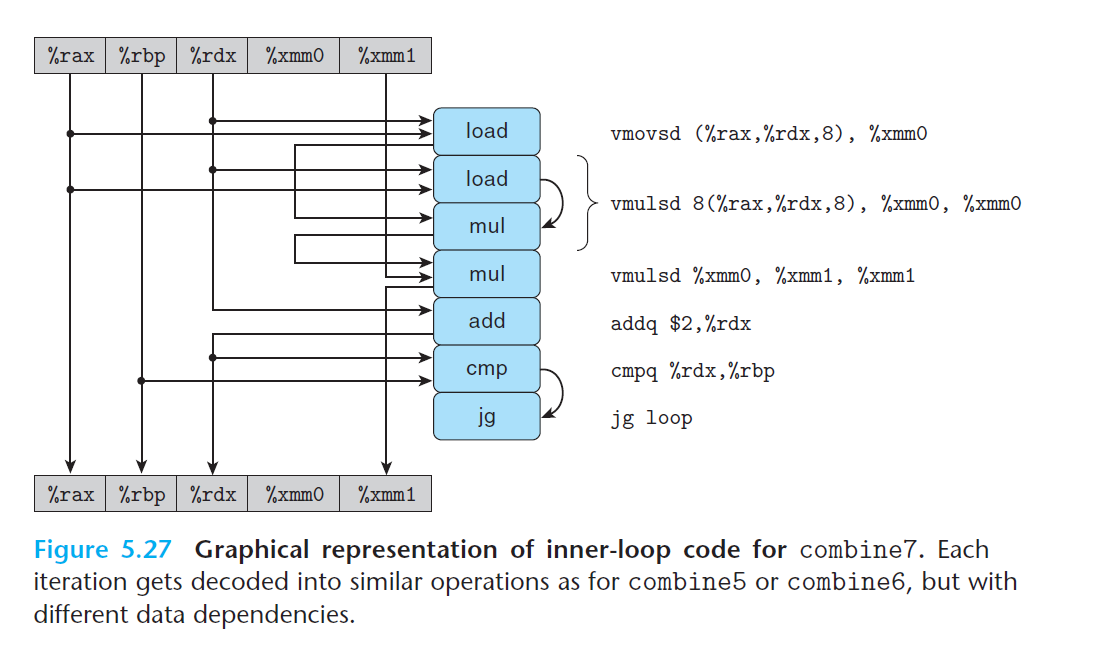 %rax %rbp %rdx %xmm0 %xmm1
load
vmovsd (%rax,%rdx,8), %xmm0
load
vmulsd 8(%rax,%rdx,8), %xmm0, %xmm0
mul
mul
vmulsd %xmm0, %xmm1, %xmm1
add
addq $2,%rdx
cmp
cmpq %rdx,%rbp
jg
jg loop
%rax %rbp %rdx %xmm0 %xmm1
Figure 5.27 Graphical representation of inner-loop code for combine7. Each
iteration gets decoded into similar operations as for combine5 or combine6, but with
different data dependencies.